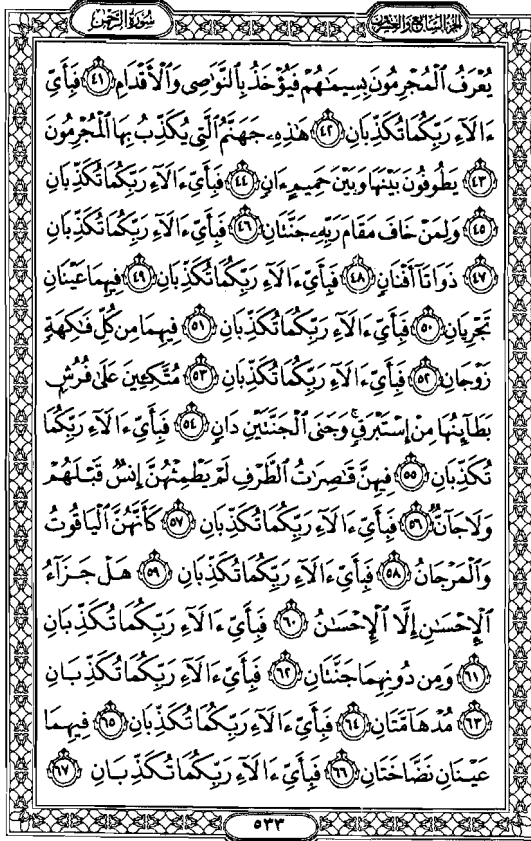 سُورَةُ الرَّحْمٰن
الجزء السابع والعشرون
يُعْرَفُ ٱلْمُجْرِمُونَ بِسِيمَٰهُمْ فَيُؤْخَذُ بِٱلنَّوَٰصِى وَٱلْأَقْدَامِ ٤١ فَبِأَىِّ
ءَالَآءِ رَبِّكُمَا تُكَذِّبَانِ ٤٢ هَٰذِهِۦ جَهَنَّمُ ٱلَّتِى يُكَذِّبُ بِهَا ٱلْمُجْرِمُونَ
٤٣ يَطُوفُونَ بَيْنَهَا وَبَيْنَ حَمِيمٍ ءَانٍ ٤٤ فَبِأَىِّ ءَالَآءِ رَبِّكُمَا تُكَذِّبَانِ
٤٥ وَلِمَنْ خَافَ مَقَامَ رَبِّهِۦ جَنَّتَانِ ٤٦ فَبِأَىِّ ءَالَآءِ رَبِّكُمَا تُكَذِّبَانِ
٤٧ ذَوَاتَآ أَفْنَانٍ ٤٨ فَبِأَىِّ ءَالَآءِ رَبِّكُمَا تُكَذِّبَانِ ٤٩ فِيهِمَا عَيْنَانِ
تَجْرِيَانِ ٥٠ فَبِأَىِّ ءَالَآءِ رَبِّكُمَا تُكَذِّبَانِ ٥١ فِيهِمَا مِن كُلِّ فَٰكِهَةٍ
زَوْجَانِ ٥٢ فَبِأَىِّ ءَالَآءِ رَبِّكُمَا تُكَذِّبَانِ ٥٣ مُتَّكِـِٔينَ عَلَىٰ فُرُشٍۭ
بَطَآئِنُهَا مِنْ إِسْتَبْرَقٍ ۚ وَجَنَى ٱلْجَنَّتَيْنِ دَانٍ ٥٤ فَبِأَىِّ ءَالَآءِ رَبِّكُمَا
تُكَذِّبَانِ ٥٥ فِيهِنَّ قَٰصِرَٰتُ ٱلطَّرْفِ لَمْ يَطْمِثْهُنَّ إِنسٌ قَبْلَهُمْ
وَلَا جَآنٌّ ٥٦ فَبِأَىِّ ءَالَآءِ رَبِّكُمَا تُكَذِّبَانِ ٥٧ كَأَنَّهُنَّ ٱلْيَاقُوتُ
وَٱلْمَرْجَانُ ٥٨ فَبِأَىِّ ءَالَآءِ رَبِّكُمَا تُكَذِّبَانِ ٥٩ هَلْ جَزَآءُ
ٱلْإِحْسَٰنِ إِلَّا ٱلْإِحْسَٰنُ ٦٠ فَبِأَىِّ ءَالَآءِ رَبِّكُمَا تُكَذِّبَانِ
٦١ وَمِن دُونِهِمَا جَنَّتَانِ ٦٢ فَبِأَىِّ ءَالَآءِ رَبِّكُمَا تُكَذِّبَانِ
٦٣ مُدْهَآمَّتَانِ ٦٤ فَبِأَىِّ ءَالَآءِ رَبِّكُمَا تُكَذِّبَانِ ٦٥ فِيهِمَا
عَيْنَانِ نَضَّاخَتَانِ ٦٦ فَبِأَىِّ ءَالَآءِ رَبِّكُمَا تُكَذِّبَانِ ٦٧
٥٣٣